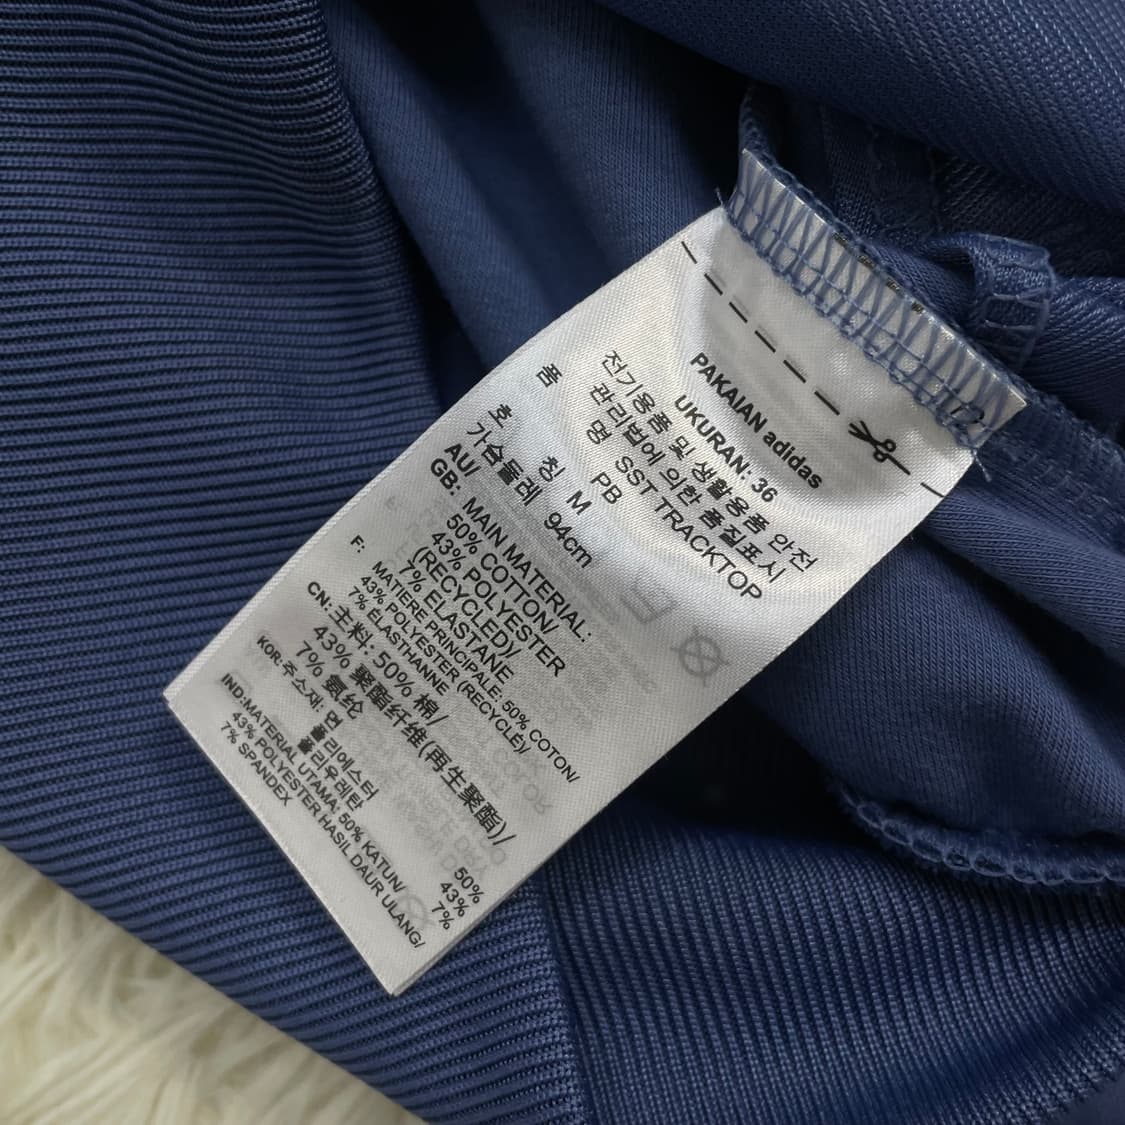 PAKAIAN adidas
UKURAN: 36
전기용품 및 생활용품 안전
관리법에 의한 품질표시
품 명 SST TRACKTOP
PB
호 칭 M
가슴둘레 94cm
AU/
GB: MAIN MATERIAL:
50% COTTON/
43% POLYESTER
(RECYCLED)/
7% ELASTANE
F: MATIERE PRINCIPALE: 50% COTON/
43% POLYESTER (RECYCLÉ)/
7% ÉLASTHANNE
CN: 主料: 50% 棉/
43% 聚酯纤维(再生聚酯)/
7% 氨纶
KOR: 주소재: 면 50%
폴리에스터 43%
폴리우레탄 7%
IND:MATERIAL UTAMA: 50% KATUN/
43% POLYESTER HASIL DAUR ULANG/
7% SPANDEX